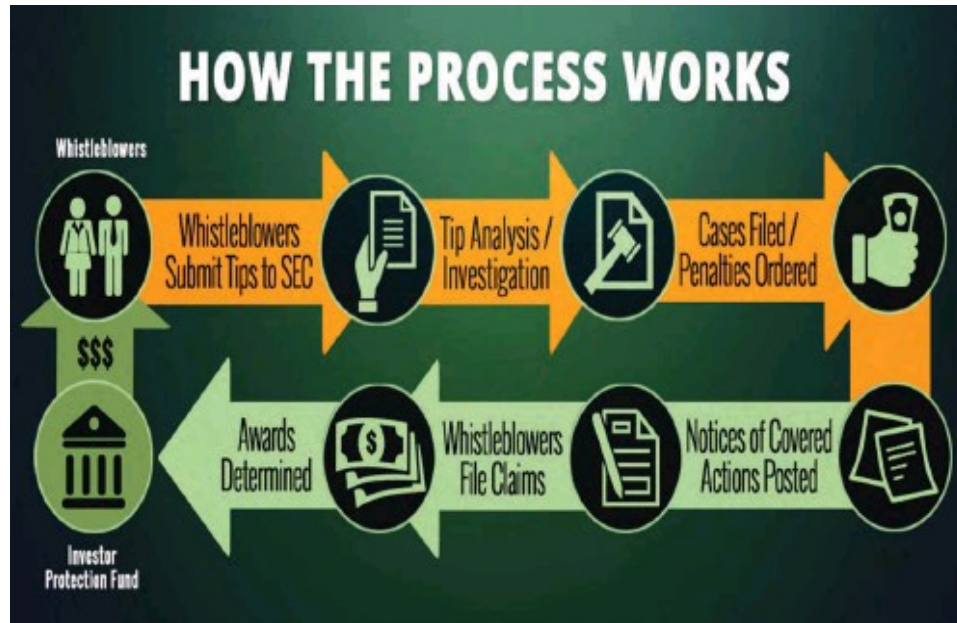 HOW THE PROCESS WORKS
Whistleblowers
Whistleblowers
Submit Tips to SEC
Tip Analysis /
Investigation
Cases Filed /
Penalties Ordered
$$$
Awards
Determined
$
Whistleblowers
File Claims
Notices of Covered
Actions Posted
Investor
Protection Fund